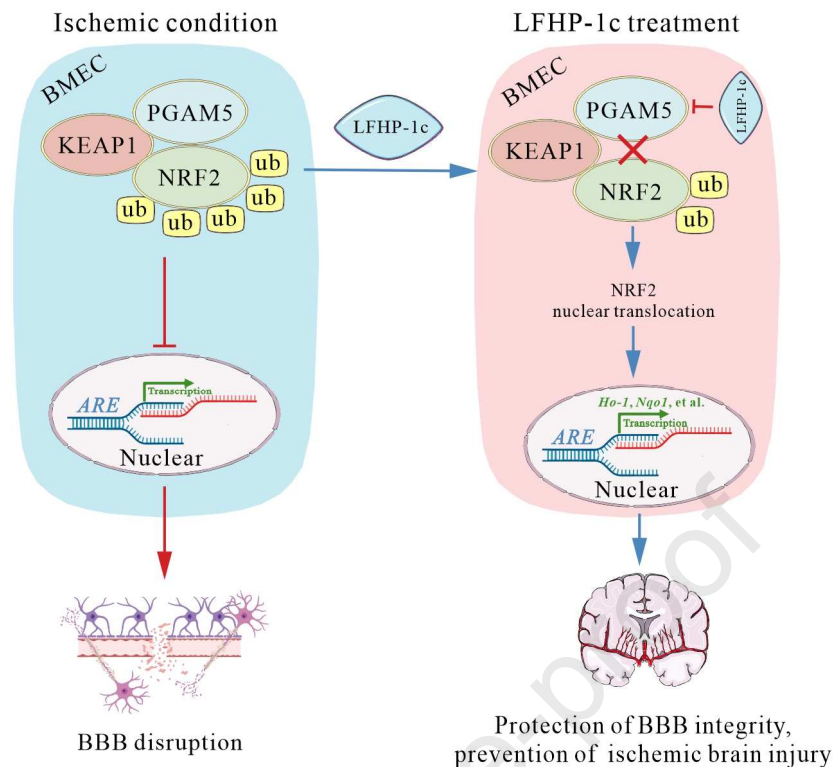 Ischemic condition
BMEC
PGAM5
KEAP1
NRF2
ub
ub
ub
ub
ub
Transcription
ARE
Nuclear
BBB disruption
LFHP-1c
LFHP-1c treatment
BMEC
PGAM5
LFHP-1c
KEAP1
NRF2
ub
ub
NRF2
nuclear translocation
Ho-1, Nqo1, et al.
Transcription
ARE
Nuclear
Protection of BBB integrity,
prevention of ischemic brain injury
e-proof